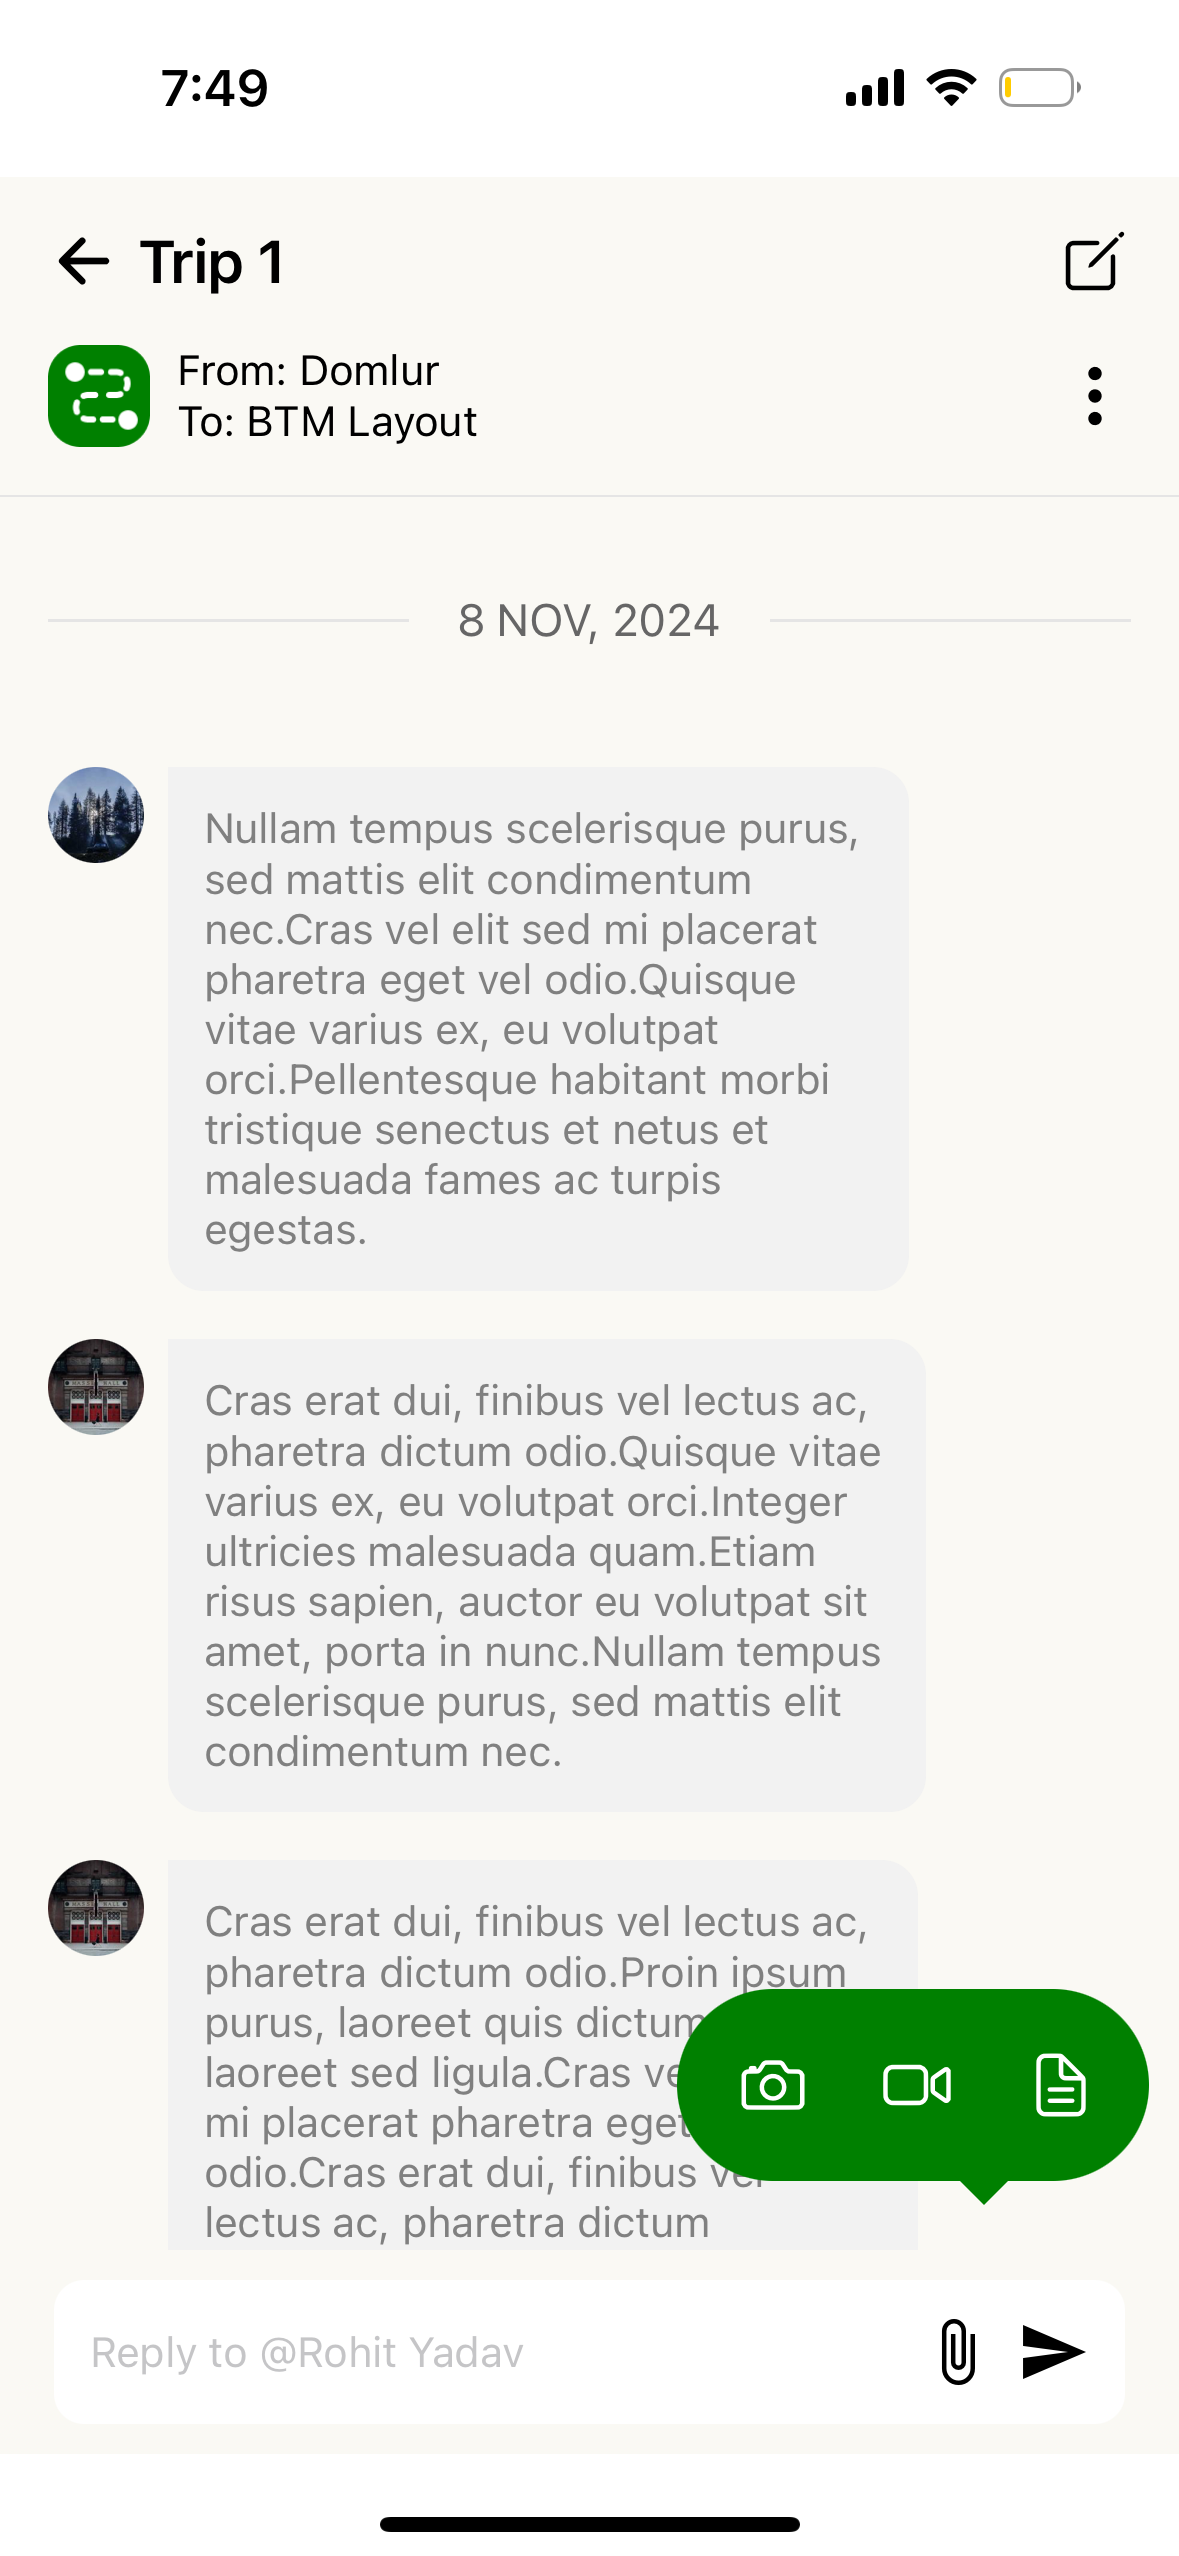 7:49
Trip 1
From: Domlur
To: BTM Layout
8 NOV, 2024
Nullam tempus scelerisque purus,
sed mattis elit condimentum
nec.Cras vel elit sed mi placerat
pharetra eget vel odio.Quisque
vitae varius ex, eu volutpat
orci.Pellentesque habitant morbi
tristique senectus et netus et
malesuada fames ac turpis
egestas.
Cras erat dui, finibus vel lectus ac,
pharetra dictum odio.Quisque vitae
varius ex, eu volutpat orci.Integer
ultricies malesuada quam.Etiam
risus sapien, auctor eu volutpat sit
amet, porta in nunc.Nullam tempus
scelerisque purus, sed mattis elit
condimentum nec.
Cras erat dui, finibus vel lectus ac,
pharetra dictum odio.Proin ipsum
purus, laoreet quis dictum
laoreet sed ligula.Cras
mi placerat pharetra eget
odio.Cras erat dui, finibus vel
lectus ac, pharetra dictum
Reply to @Rohit Yadav